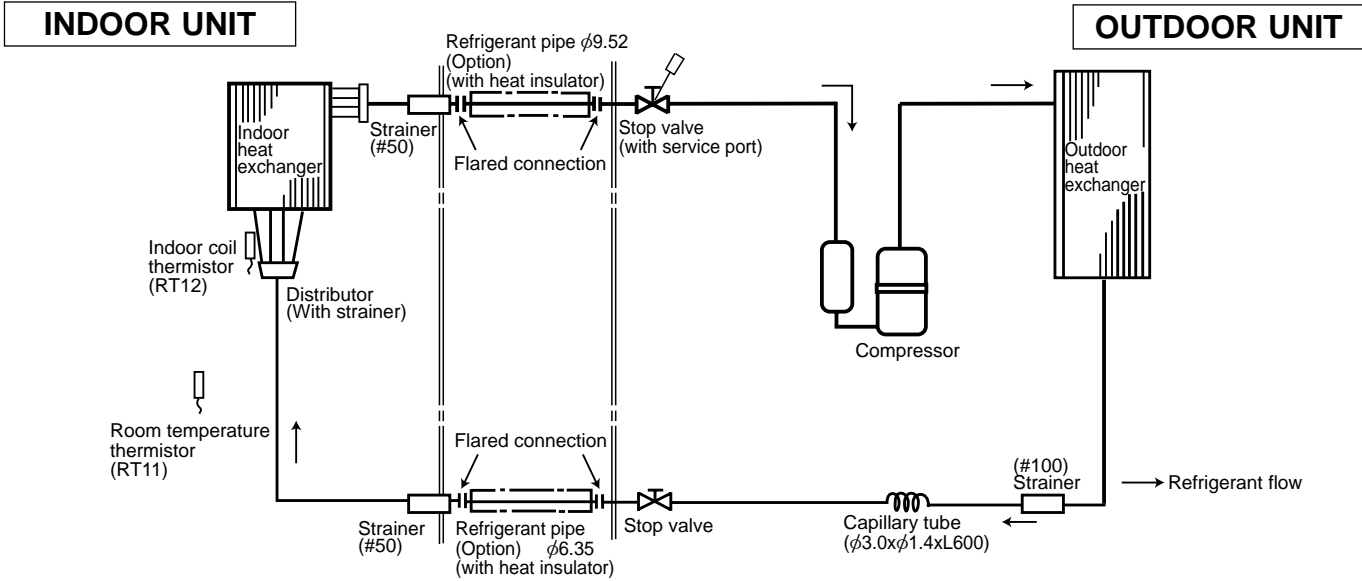 INDOOR UNIT
OUTDOOR UNIT
Refrigerant pipe ϕ9.52
(Option)
(with heat insulator)
Indoor
heat
exchanger
Strainer
(#50)
Flared connection
Stop valve
(with service port)
Outdoor
heat
exchanger
Indoor coil
thermistor
(RT12)
Distributor
(With strainer)
Compressor
Room temperature
thermistor
(RT11)
Flared connection
(#100)
Strainer
Refrigerant flow
Strainer
(#50)
Refrigerant pipe
(Option) ϕ6.35
(with heat insulator)
Stop valve
Capillary tube
(ϕ3.0xϕ1.4xL600)